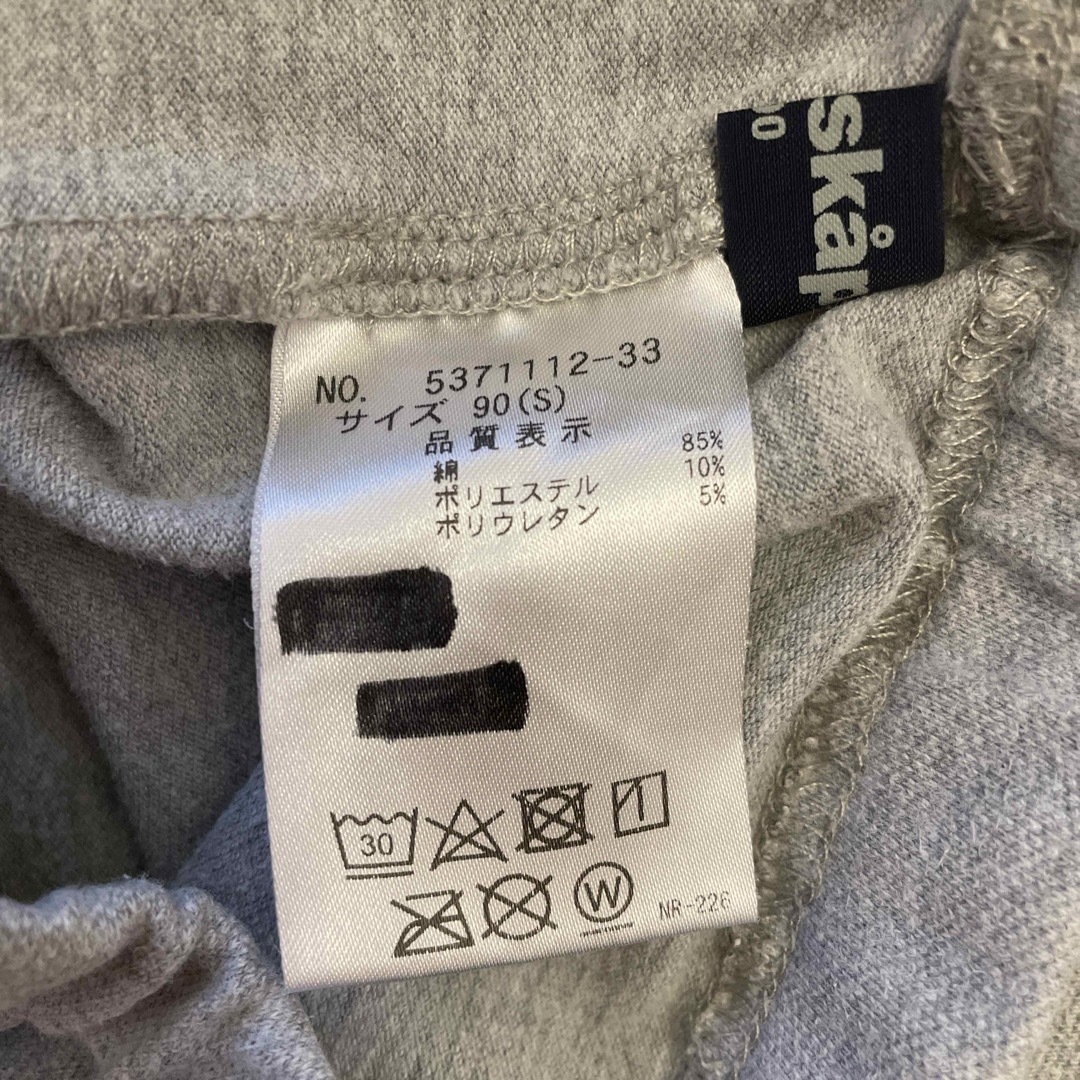 skåp
90
NO. 5371112-33
サイズ 90(S)
品質表示
綿 85%
ポリエステル 10%
ポリウレタン 5%
30
W
NR-226